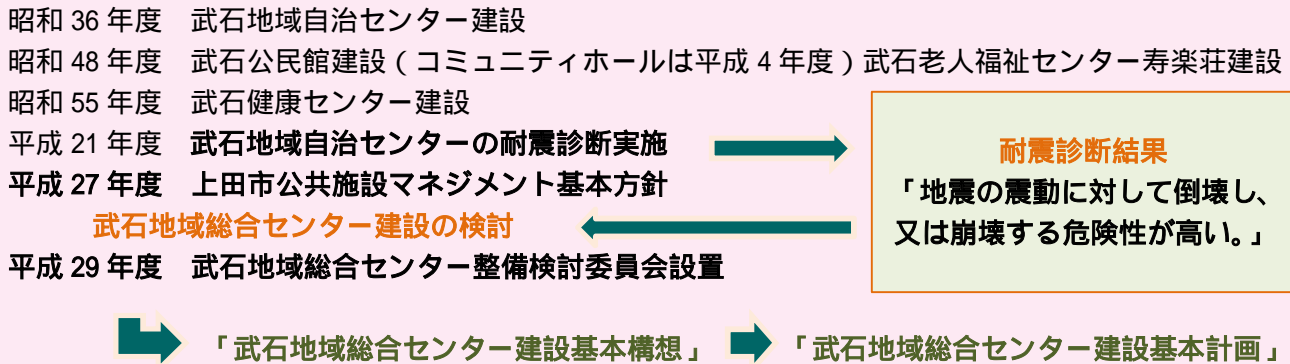 昭和 36 年度　武石地域自治センター建設
昭和 48 年度　武石公民館建設（コミュニティホールは平成 4 年度）武石老人福祉センター寿楽荘建設
昭和 55 年度　武石健康センター建設
平成 21 年度　武石地域自治センターの耐震診断実施
平成 27 年度　上田市公共施設マネジメント基本方針
武石地域総合センター建設の検討
平成 29 年度　武石地域総合センター整備検討委員会設置
耐震診断結果
「地震の震動に対して倒壊し、
又は崩壊する危険性が高い。」
「武石地域総合センター建設基本構想」
「武石地域総合センター建設基本計画」